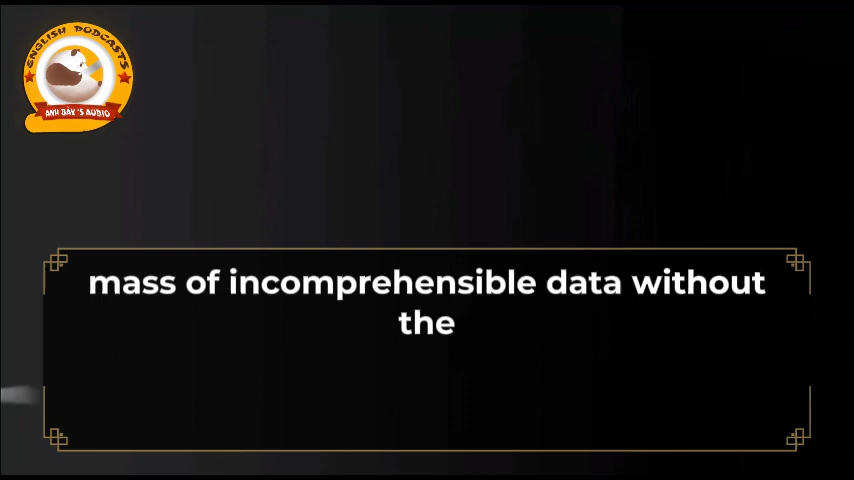 ENGLISH PODCASTS
ANH BAY 'S AUDIO
mass of incomprehensible data without
the